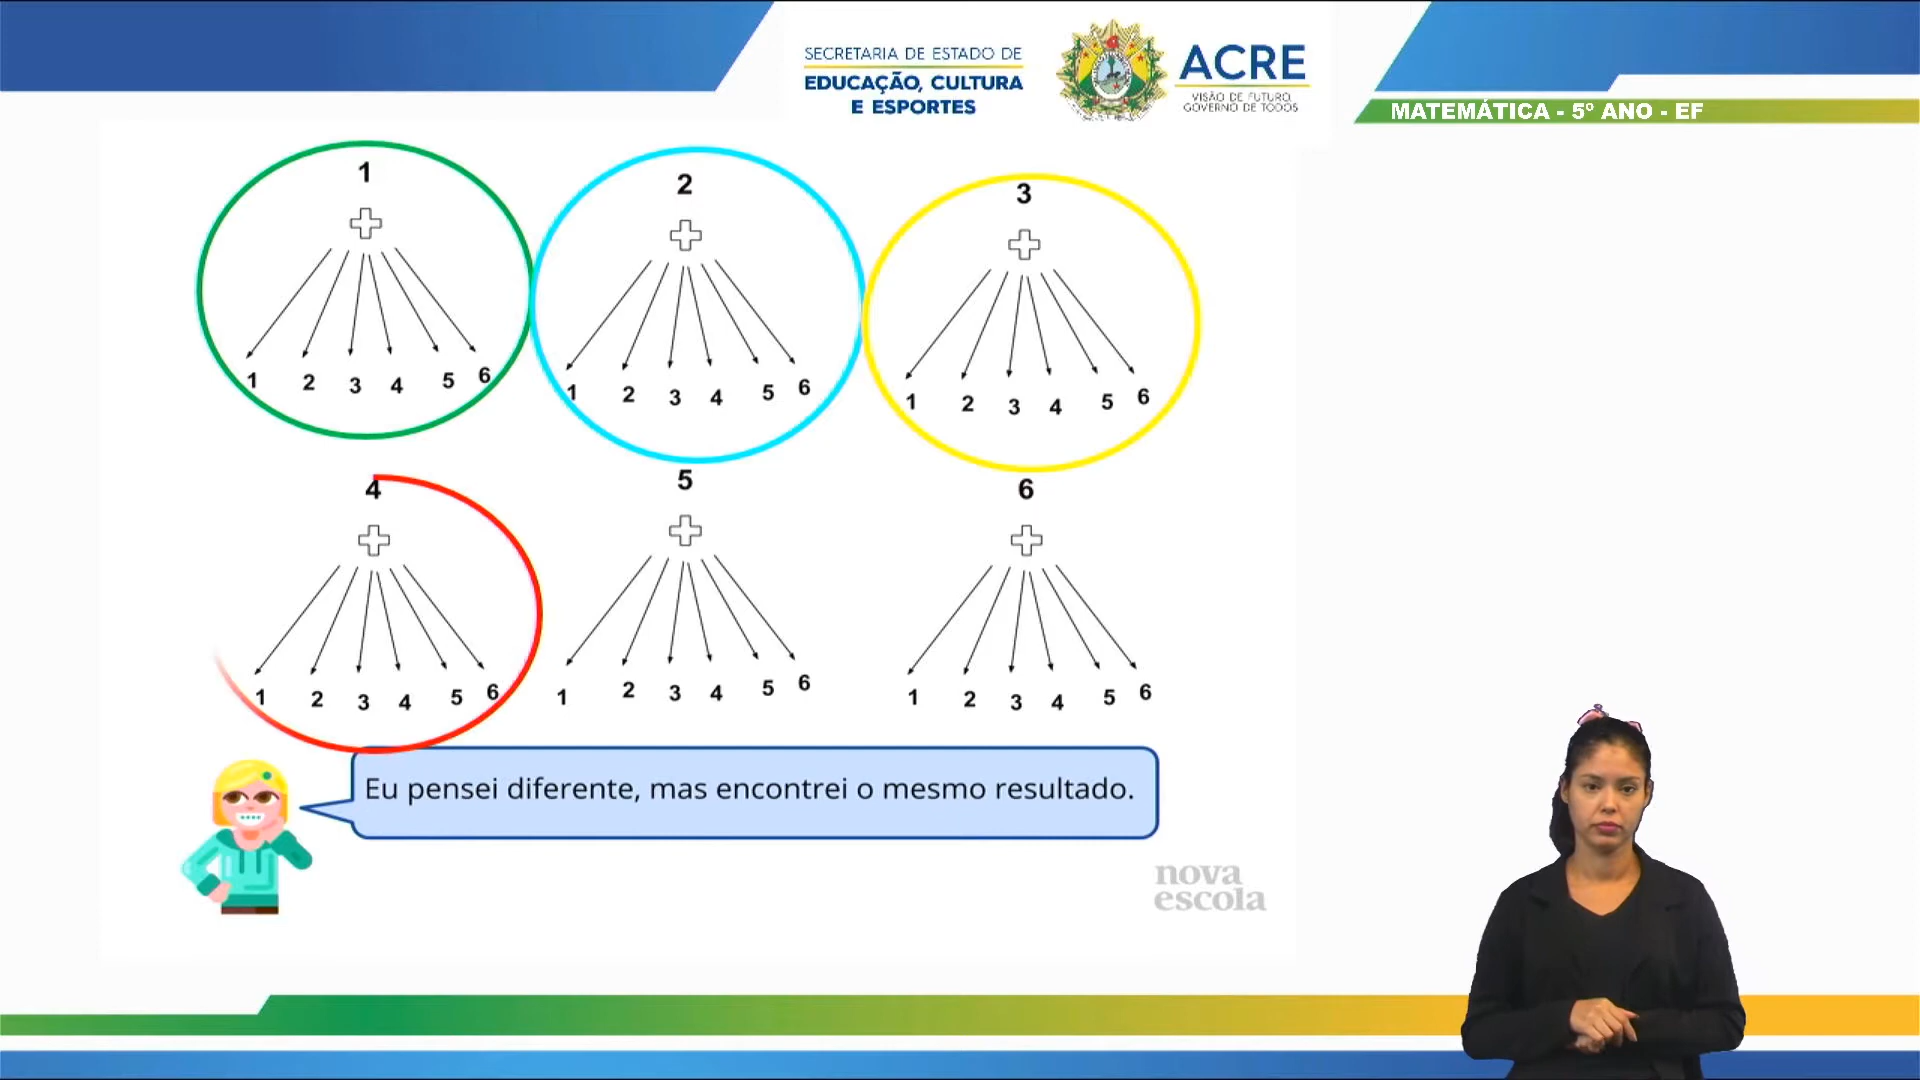 SECRETARIA DE ESTADO DE
EDUCAÇÃO, CULTURA
E ESPORTES
ACRE
VISÃO DE FUTURO,
GOVERNO DE TODOS
MATEMÁTICA - 5º ANO - EF
1
1 2 3 4 5 6
2
1 2 3 4 5 6
3
1 2 3 4 5 6
4
1 2 3 4 5 6
5
1 2 3 4 5 6
6
1 2 3 4 5 6
Eu pensei diferente, mas encontrei o mesmo resultado.
nova
escola